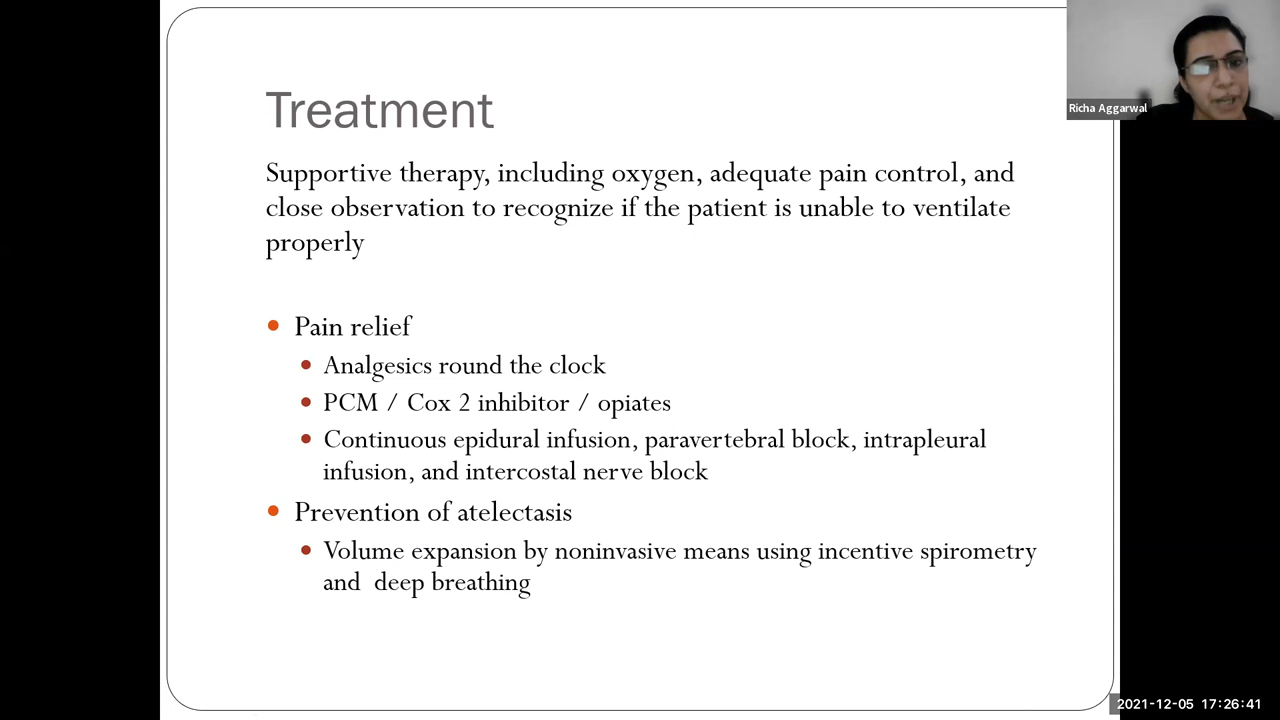 Treatment
Supportive therapy, including oxygen, adequate pain control, and
close observation to recognize if the patient is unable to ventilate
properly
Pain relief
Analgesics round the clock
PCM / Cox 2 inhibitor / opiates
Continuous epidural infusion, paravertebral block, intrapleural
infusion, and intercostal nerve block
Prevention of atelectasis
Volume expansion by noninvasive means using incentive spirometry
and deep breathing
Richa Aggarwal
2021-12-05 17:26:41